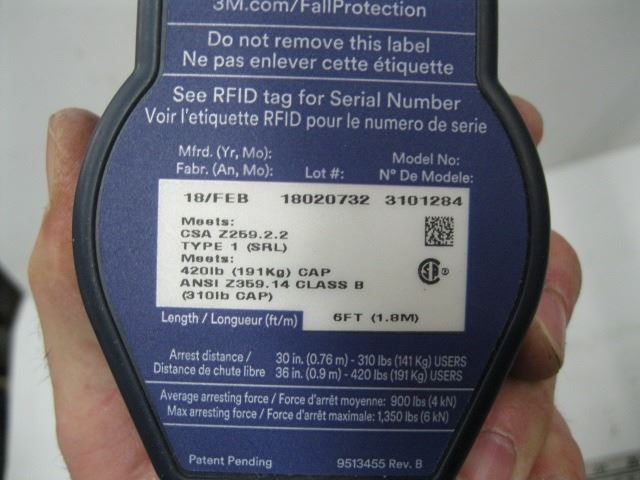 3M.com/FallProtection
Do not remove this label
Ne pas enlever cette étiquette
See RFID tag for Serial Number
Voir l'etiquette RFID pour le numero de serie
Mfrd. (Yr, Mo):
Fabr. (An, Mo): Lot #:
Model No:
N° De Modele:
18/FEB 18020732 3101284
Meets:
CSA Z259.2.2
TYPE 1 (SRL)
Meets:
420lb (191Kg) CAP
ANSI Z359.14 CLASS B
(310lb CAP)
Length / Longueur (ft/m) 6FT (1.8M)
Arrest distance / 30 in. (0.76 m) - 310 lbs (141 Kg) USERS
Distance de chute libre 36 in. (0.9 m) - 420 lbs (191 Kg) USERS
Average arresting force / Force d'arrêt moyenne: 900 lbs (4 kN)
Max arresting force / Force d'arrêt maximale: 1,350 lbs (6 kN)
Patent Pending 9513455 Rev. B